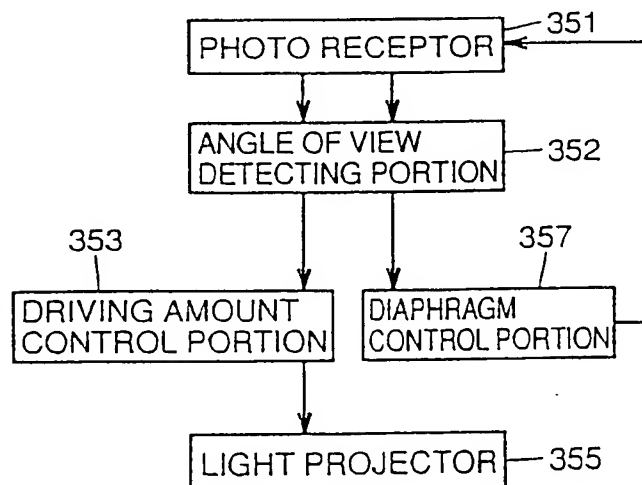 PHOTO RECEPTOR
351
ANGLE OF VIEW
DETECTING PORTION
352
353
357
DRIVING AMOUNT
CONTROL PORTION
DIAPHRAGM
CONTROL PORTION
LIGHT PROJECTOR
355